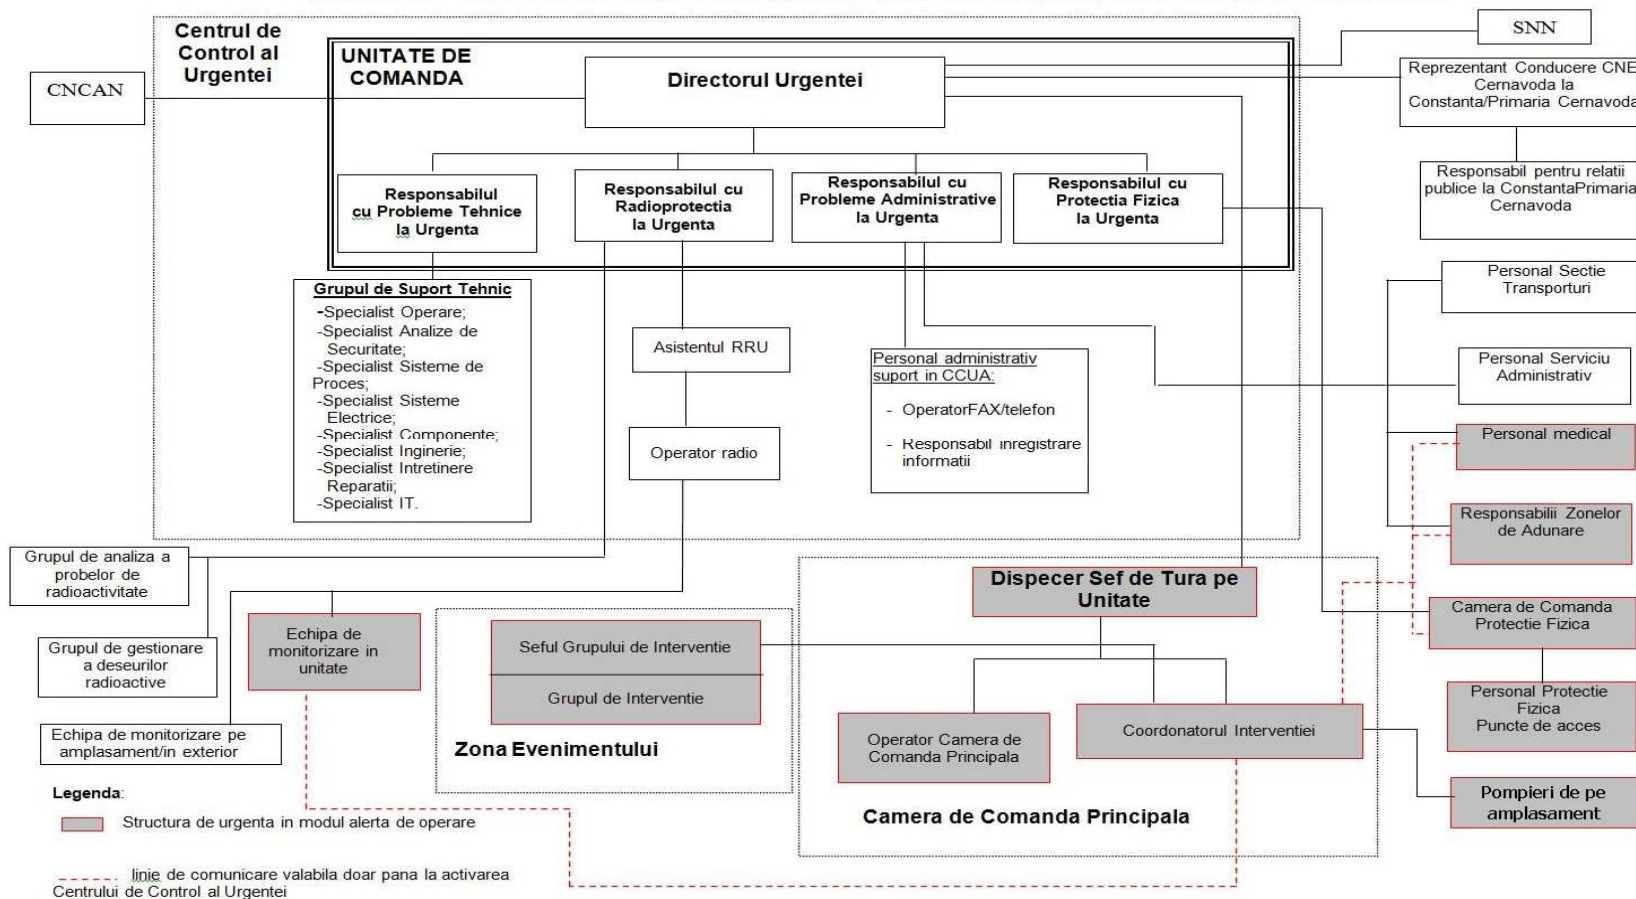 Centrul de
Control al
Urgentei
UNITATE DE
COMANDA
Directorul Urgentei
SNN
CNCAN
Reprezentant Conducere CNE
Cernavoda la
Constanta/Primaria Cernavoda
Responsabil pentru relatii
publice la ConstantaPrimaria
Cernavoda
Responsabilul
cu Probleme Tehnice
la Urgenta
Responsabilul cu
Radioprotectia
la Urgenta
Responsabilul cu
Probleme Administrative
la Urgenta
Responsabilul cu
Protectia Fizica
la Urgenta
Grupul de Suport Tehnic
-Specialist Operare;
-Specialist Analize de
Securitate;
-Specialist Sisteme de
Proces;
-Specialist Sisteme
Electrice;
-Specialist Componente;
-Specialist Inginerie;
-Specialist Intretinere
Reparatii;
-Specialist IT.
Asistentul RRU
Operator radio
Personal administrativ
suport in CCUA:
- OperatorFAX/telefon
- Responsabil inregistrare
informatii
Personal Sectie
Transporturi
Personal Serviciu
Administrativ
Personal medical
Responsabilii Zonelor
de Adunare
Camera de Comanda
Protectie Fizica
Personal Protectie
Fizica
Puncte de acces
Pompieri de pe
amplasament
Grupul de analiza a
probelor de
radioactivitate
Grupul de gestionare
a deseurilor
radioactive
Echipa de monitorizare pe
amplasament/in exterior
Echipa de
monitorizare in
unitate
Seful Grupului de Interventie
Grupul de Interventie
Zona Evenimentului
Dispecer Sef de Tura pe
Unitate
Operator Camera de
Comanda Principala
Coordonatorul Interventiei
Camera de Comanda Principala
Legenda:
Structura de urgenta in modul alerta de operare
linie de comunicare valabila doar pana la activarea
Centrului de Control al Urgentei